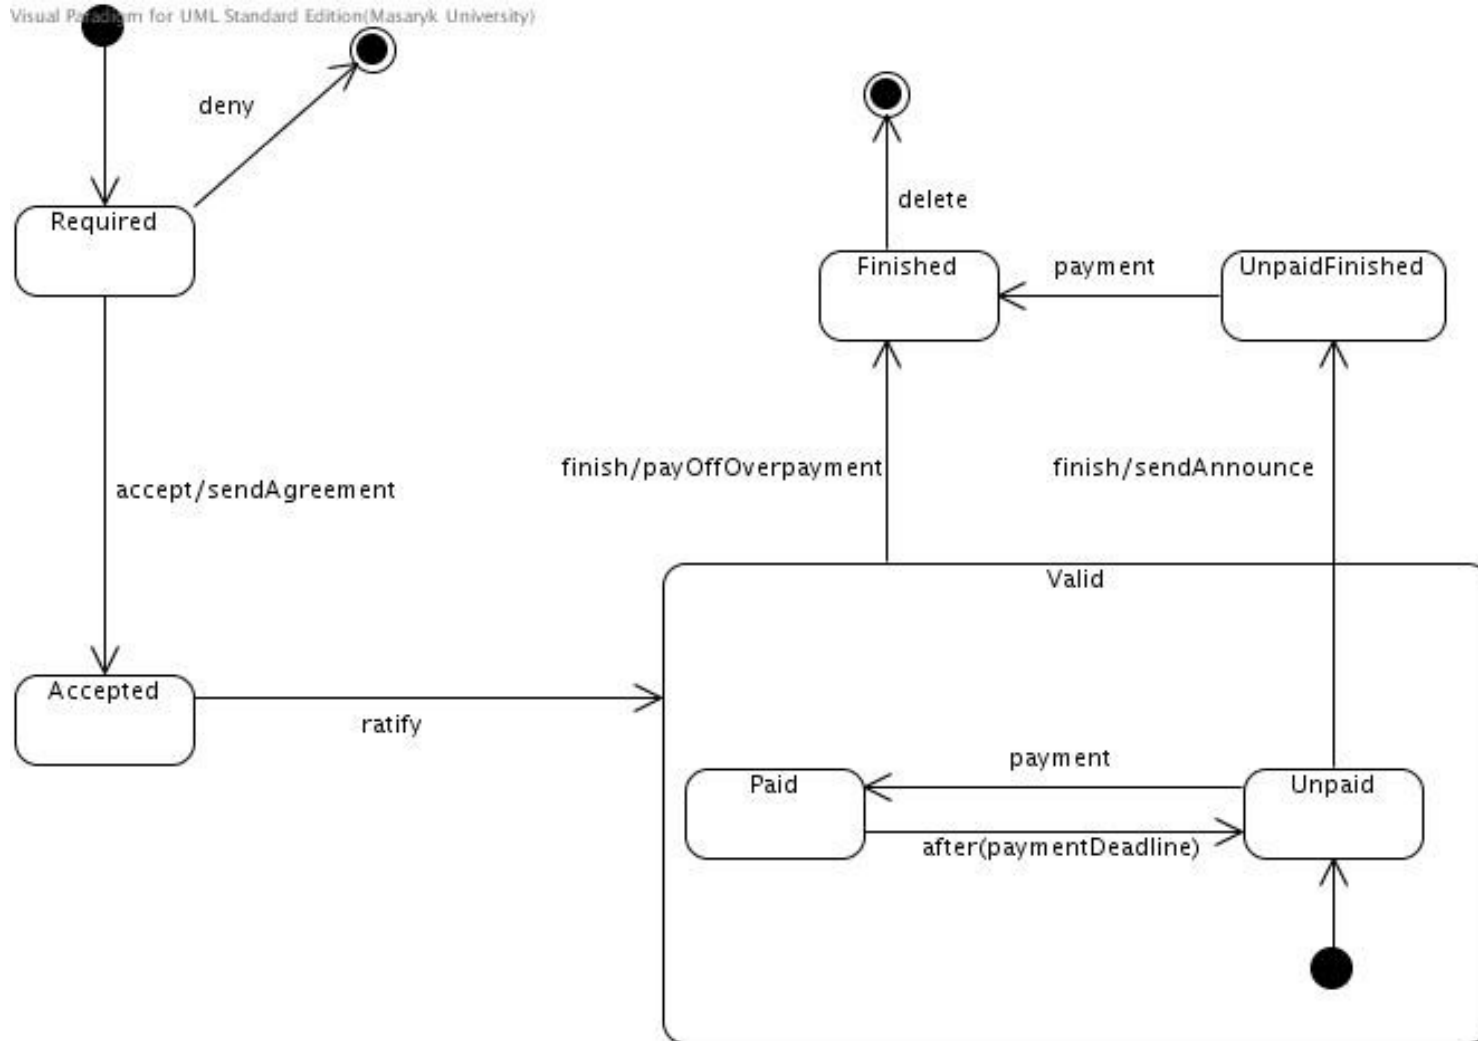 Visual Paradigm for UML Standard Edition(Masaryk University)
deny
Required
delete
Finished
payment
UnpaidFinished
accept/sendAgreement
finish/payOffOverpayment
finish/sendAnnounce
Valid
Accepted
ratify
payment
Paid
Unpaid
after(paymentDeadline)